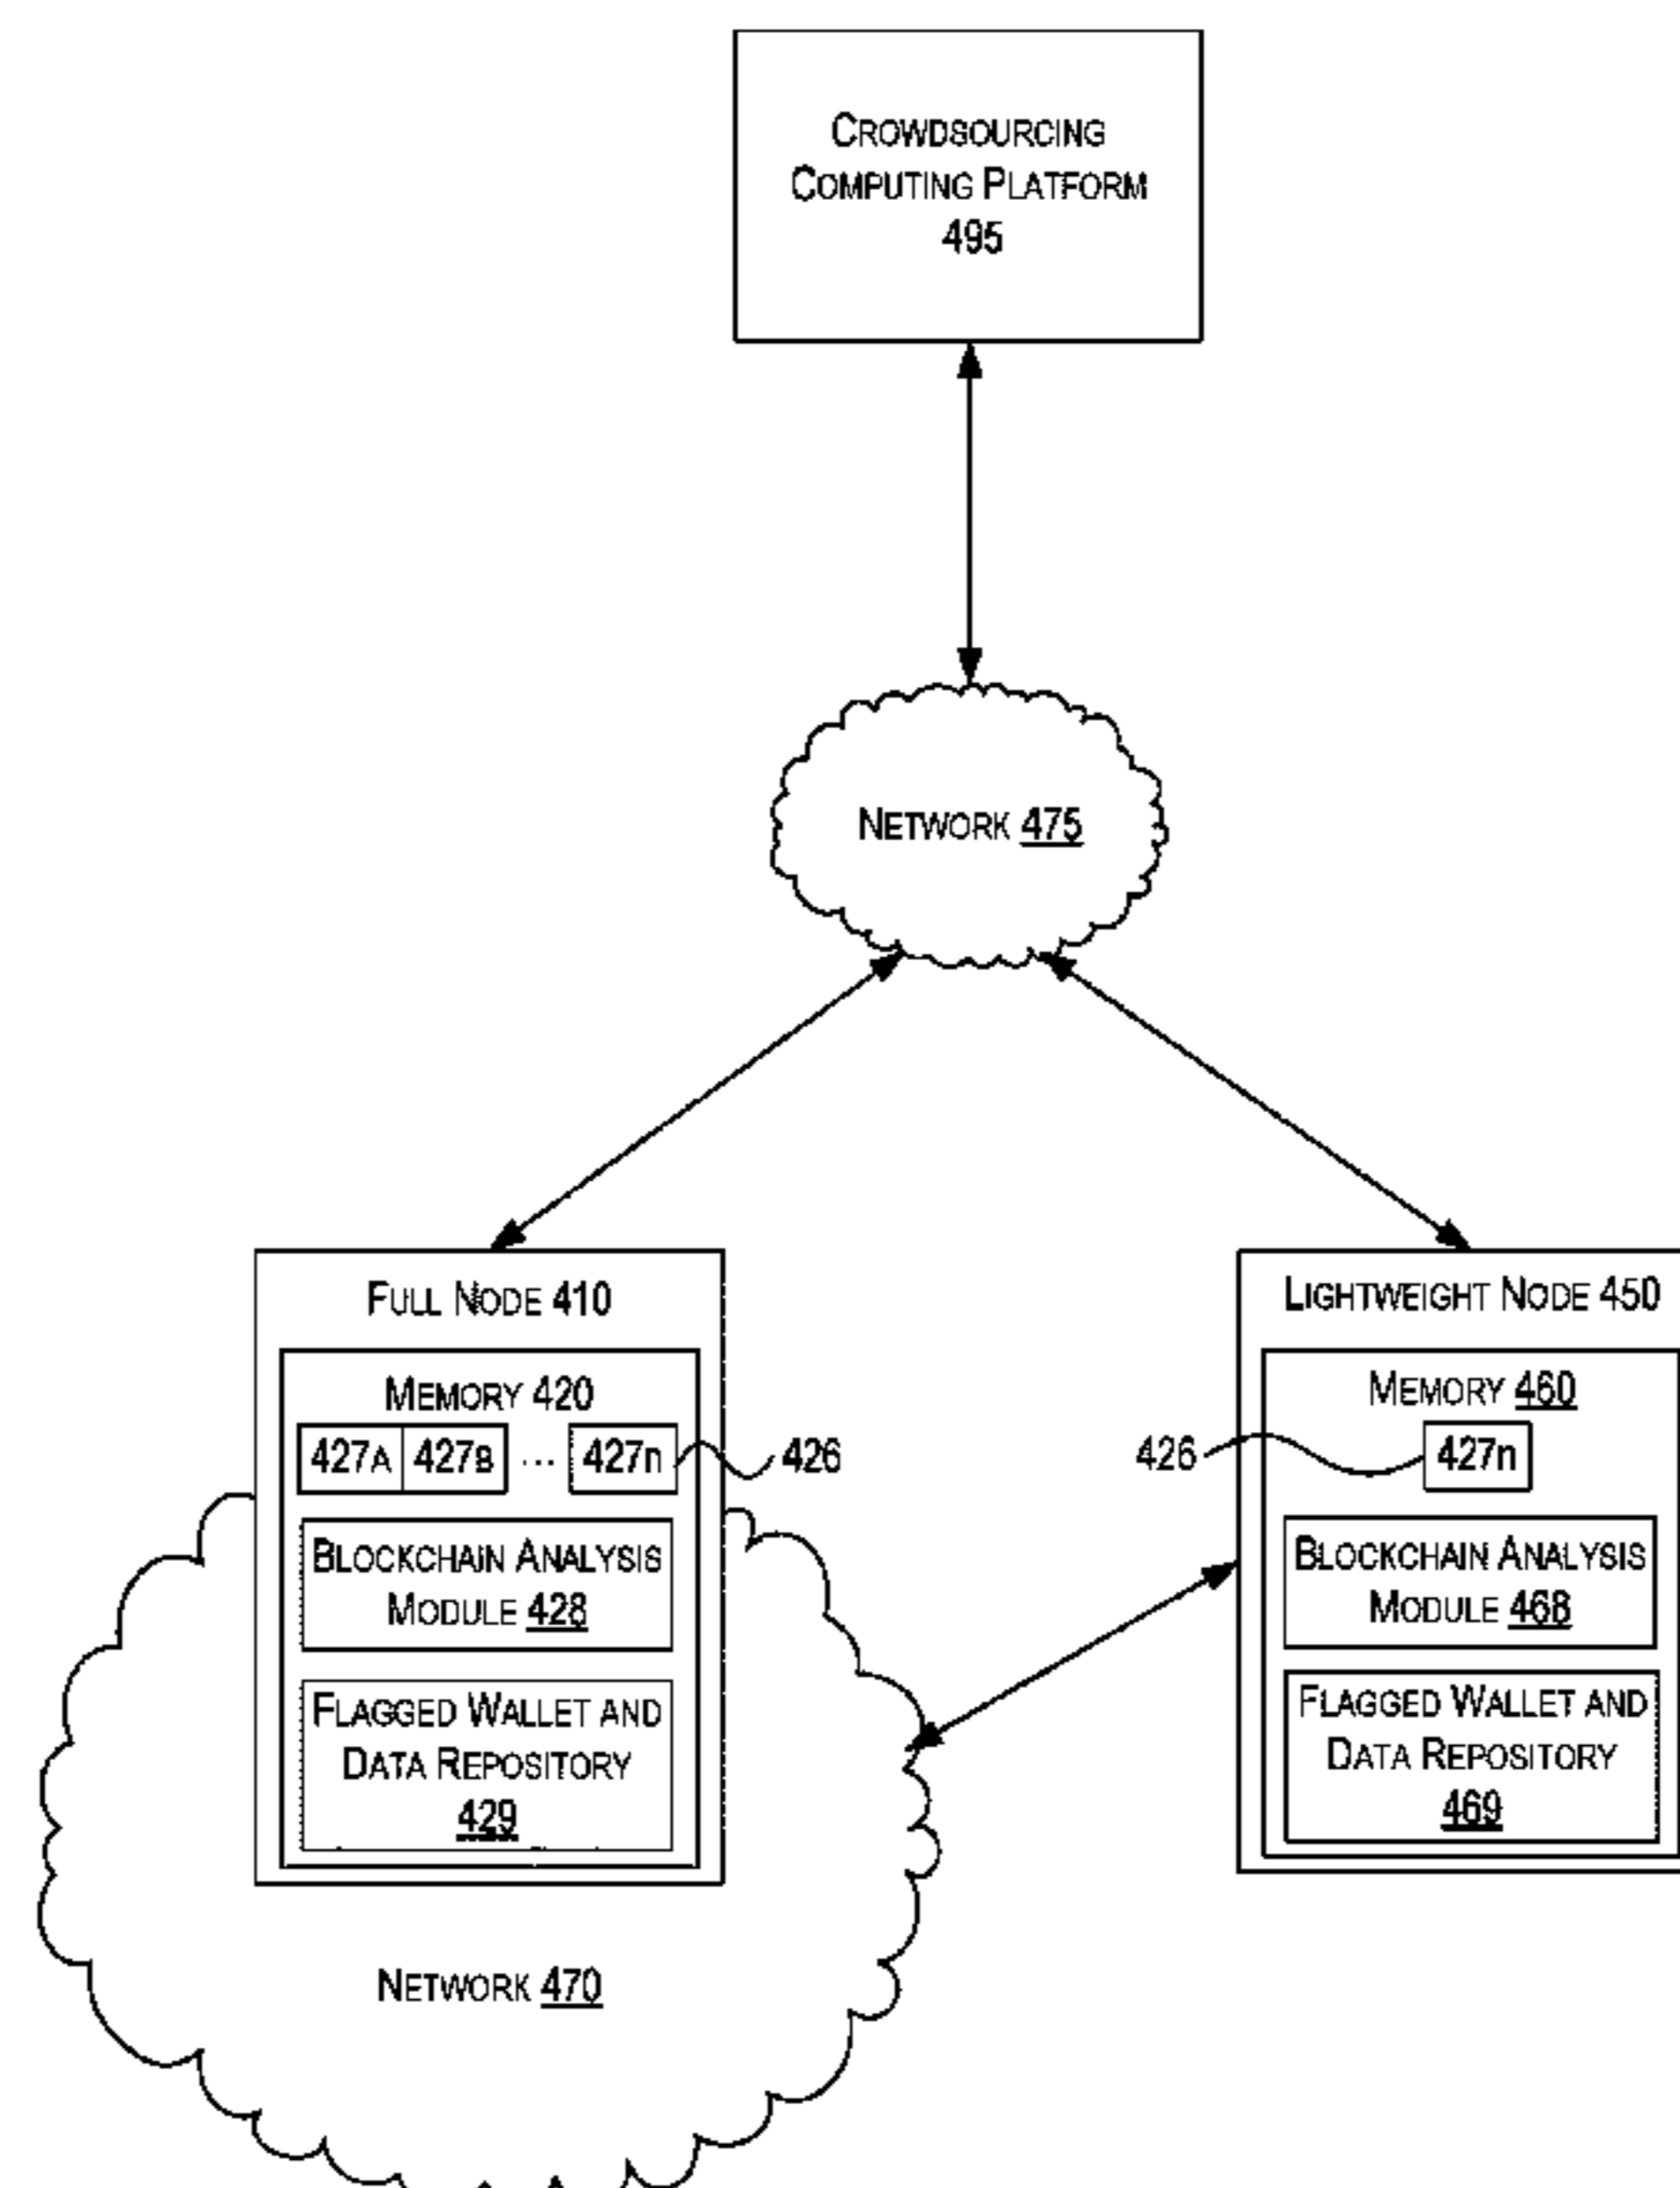 CROWDSOURCING
COMPUTING PLATFORM
495
NETWORK 475
FULL NODE 410
MEMORY 420
427A 427B ... 427n
426
BLOCKCHAIN ANALYSIS
MODULE 428
FLAGGED WALLET AND
DATA REPOSITORY
429
NETWORK 470
LIGHTWEIGHT NODE 450
MEMORY 460
426
427n
BLOCKCHAIN ANALYSIS
MODULE 468
FLAGGED WALLET AND
DATA REPOSITORY
469